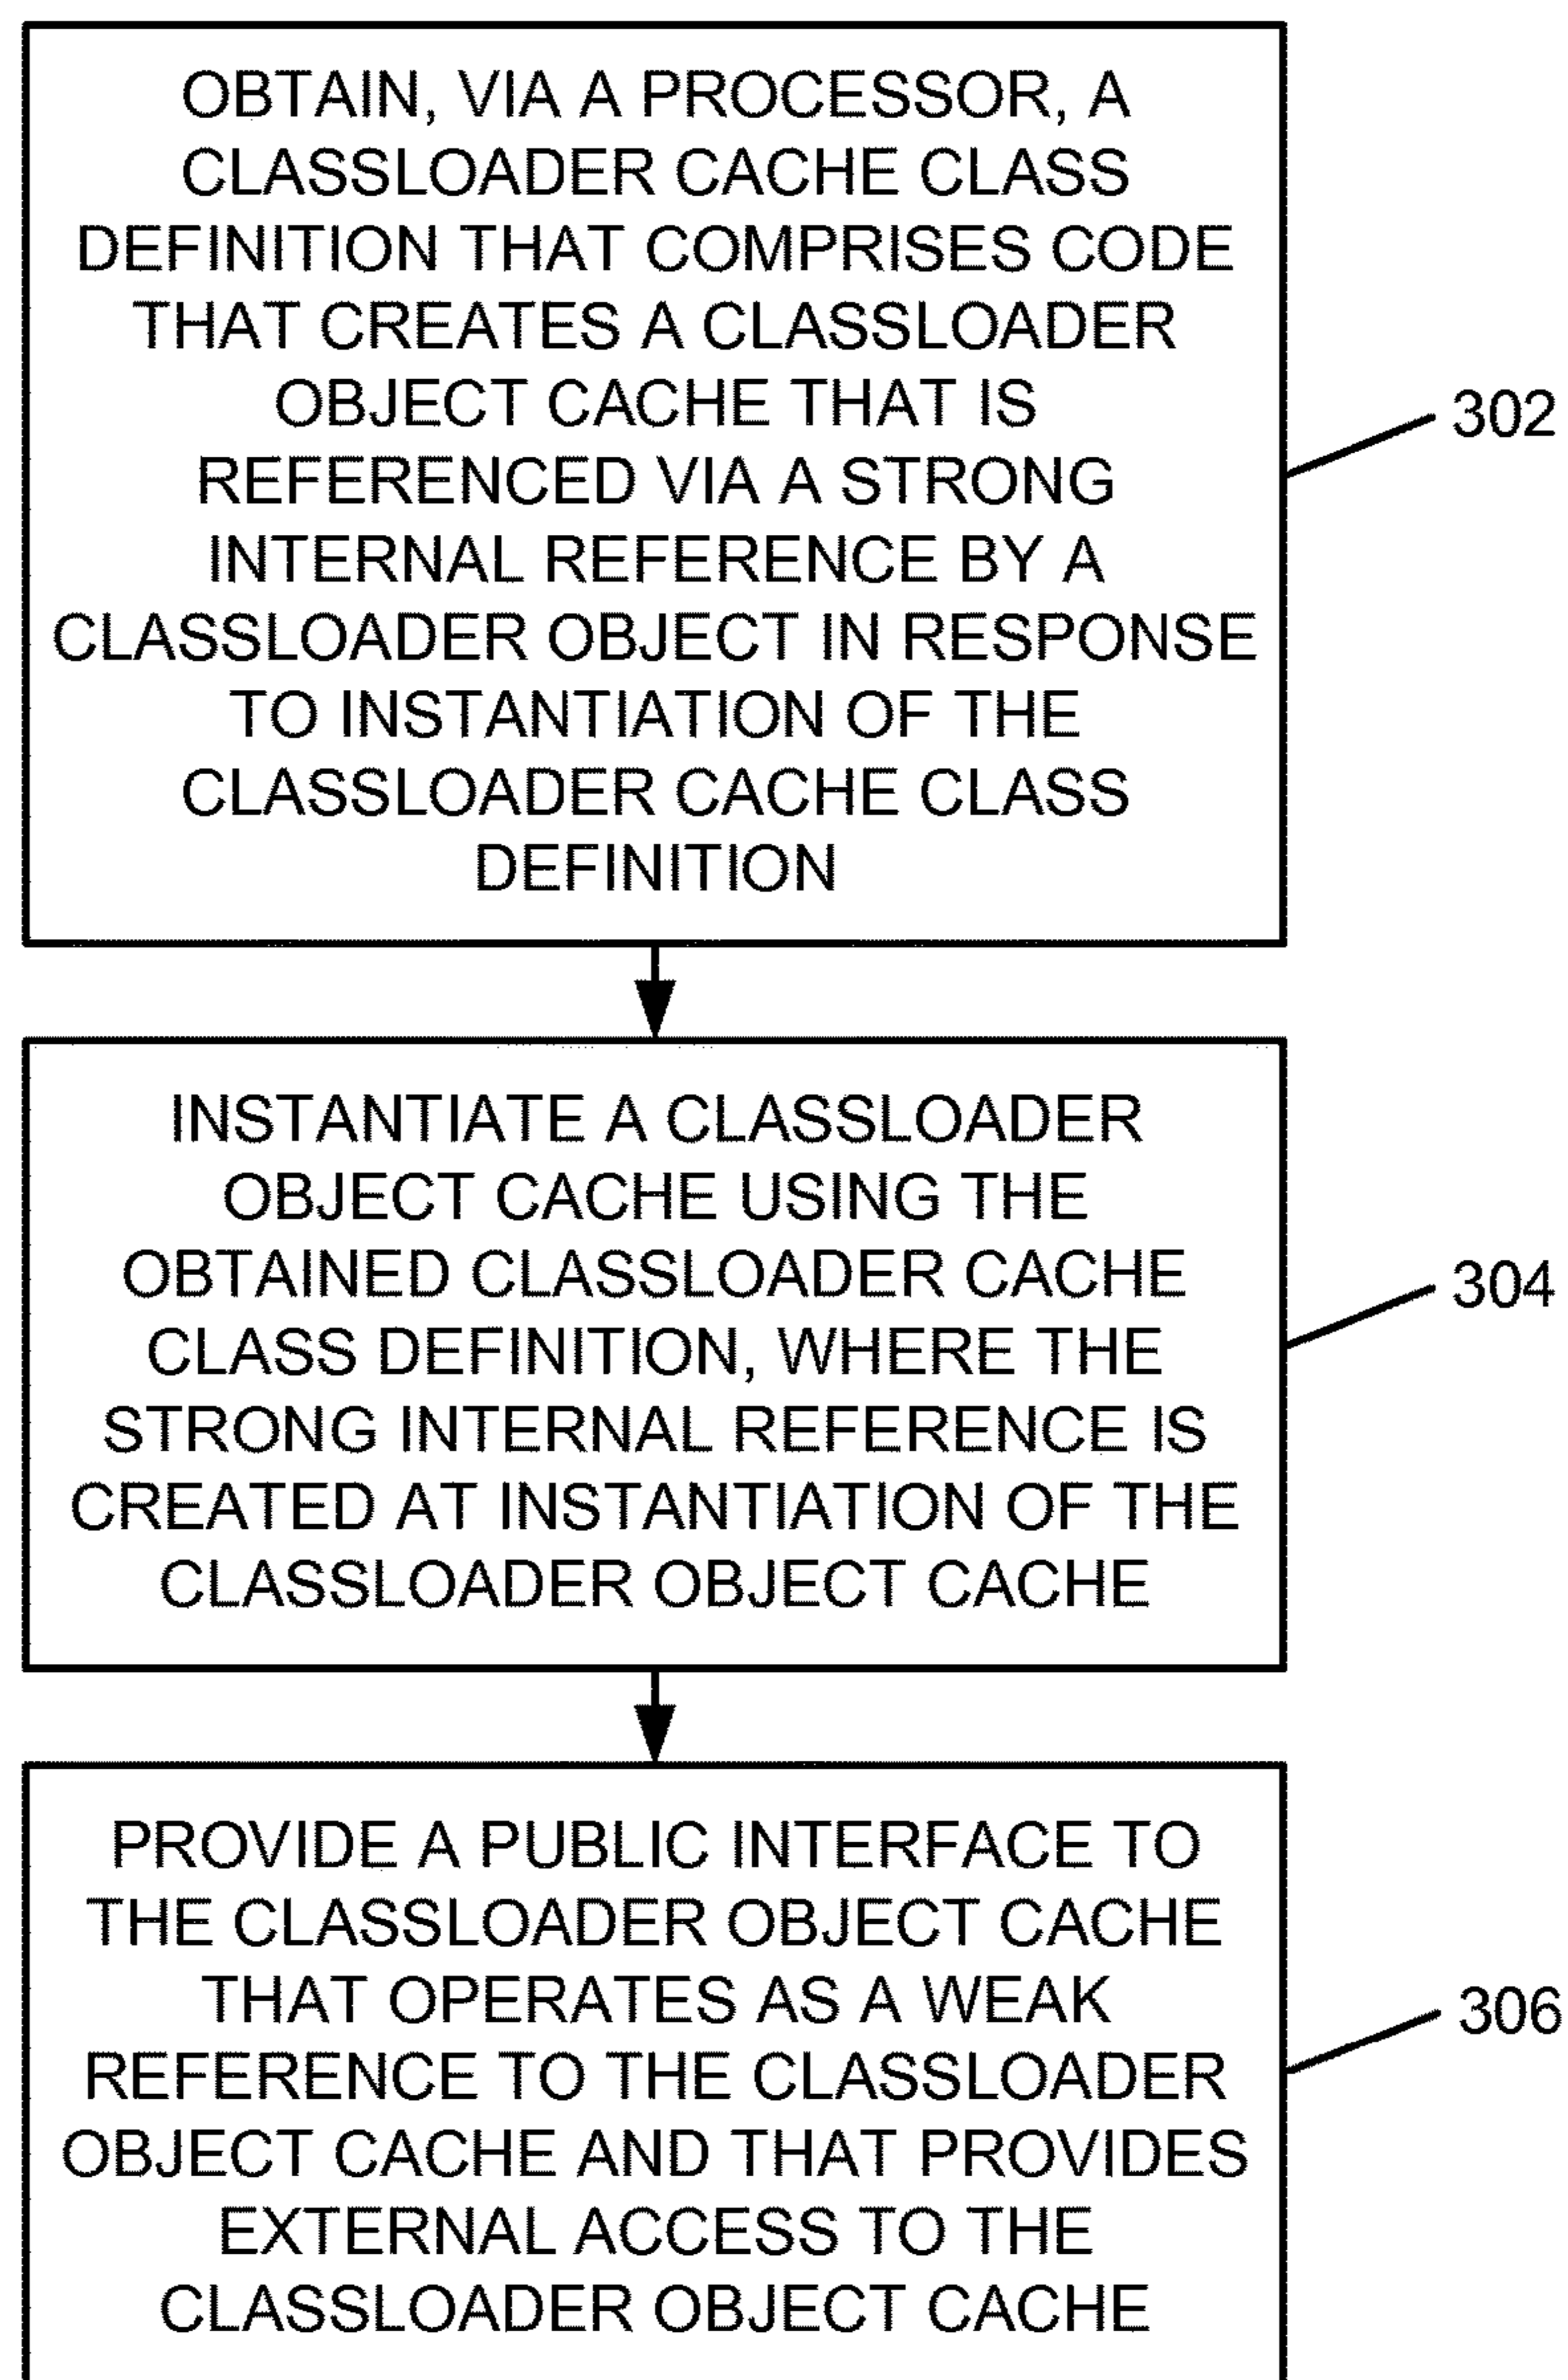 OBTAIN, VIA A PROCESSOR, A
CLASSLOADER CACHE CLASS
DEFINITION THAT COMPRISES CODE
THAT CREATES A CLASSLOADER
OBJECT CACHE THAT IS
REFERENCED VIA A STRONG
INTERNAL REFERENCE BY A
CLASSLOADER OBJECT IN RESPONSE
TO INSTANTIATION OF THE
CLASSLOADER CACHE CLASS
DEFINITION
302
INSTANTIATE A CLASSLOADER
OBJECT CACHE USING THE
OBTAINED CLASSLOADER CACHE
CLASS DEFINITION, WHERE THE
STRONG INTERNAL REFERENCE IS
CREATED AT INSTANTIATION OF THE
CLASSLOADER OBJECT CACHE
304
PROVIDE A PUBLIC INTERFACE TO
THE CLASSLOADER OBJECT CACHE
THAT OPERATES AS A WEAK
REFERENCE TO THE CLASSLOADER
OBJECT CACHE AND THAT PROVIDES
EXTERNAL ACCESS TO THE
CLASSLOADER OBJECT CACHE
306